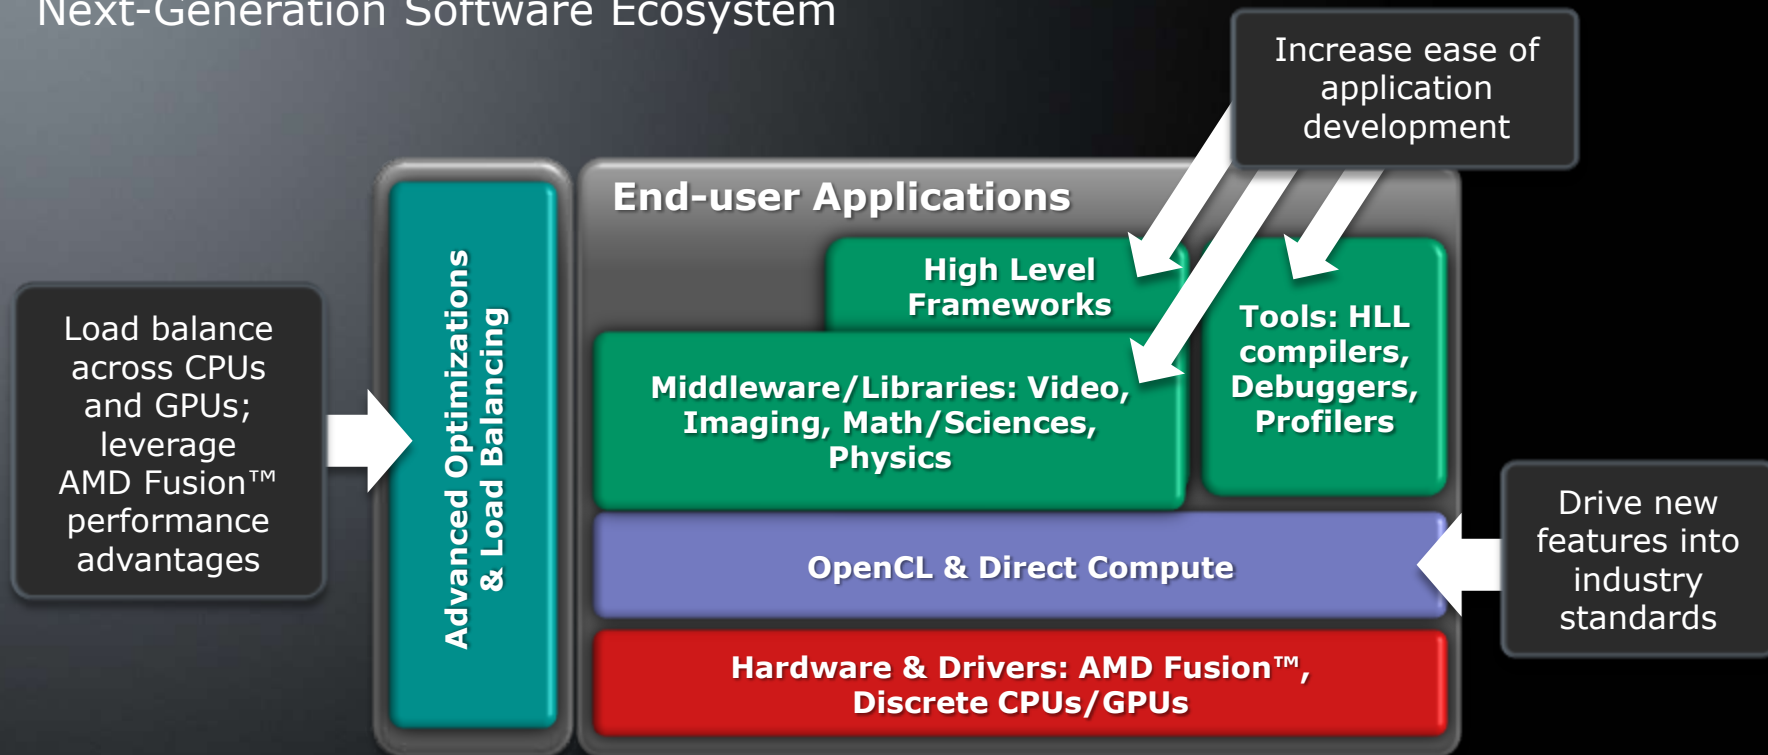 Next-Generation Software Ecosystem
Increase ease of
application
development
End-user Applications
High Level
Frameworks
Tools: HLL
compilers,
Debuggers,
Profilers
Middleware/Libraries: Video,
Imaging, Math/Sciences,
Physics
Advanced Optimizations
& Load Balancing
Load balance
across CPUs
and GPUs;
leverage
AMD Fusion™
performance
advantages
OpenCL & Direct Compute
Drive new
features into
industry
standards
Hardware & Drivers: AMD Fusion™,
Discrete CPUs/GPUs